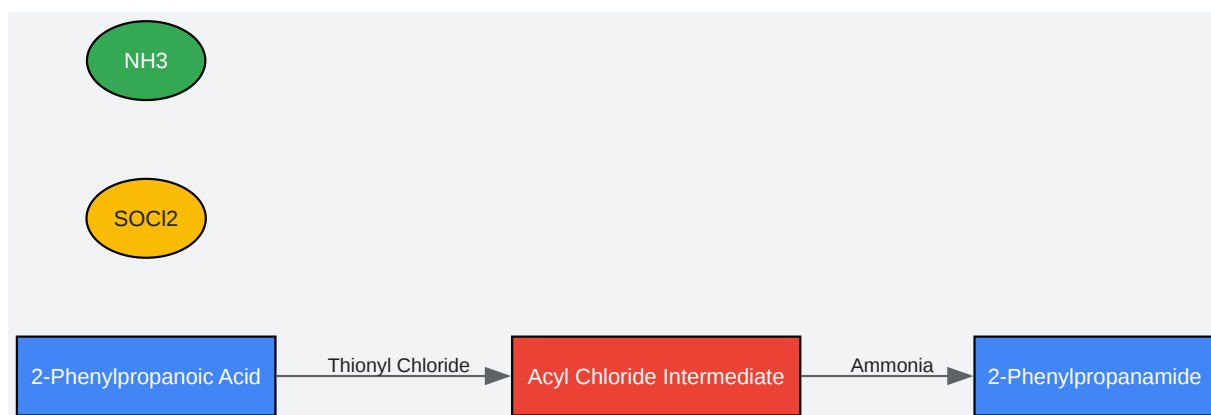 NH3
SOCl2
2-Phenylpropanoic Acid
Thionyl Chloride
Acyl Chloride Intermediate
Ammonia
2-Phenylpropanamide